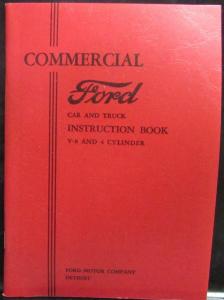 COMMERCIAL
Ford
CAR AND TRUCK
INSTRUCTION BOOK
V-8 AND 4 CYLINDER
FORD MOTOR COMPANY
DETROIT